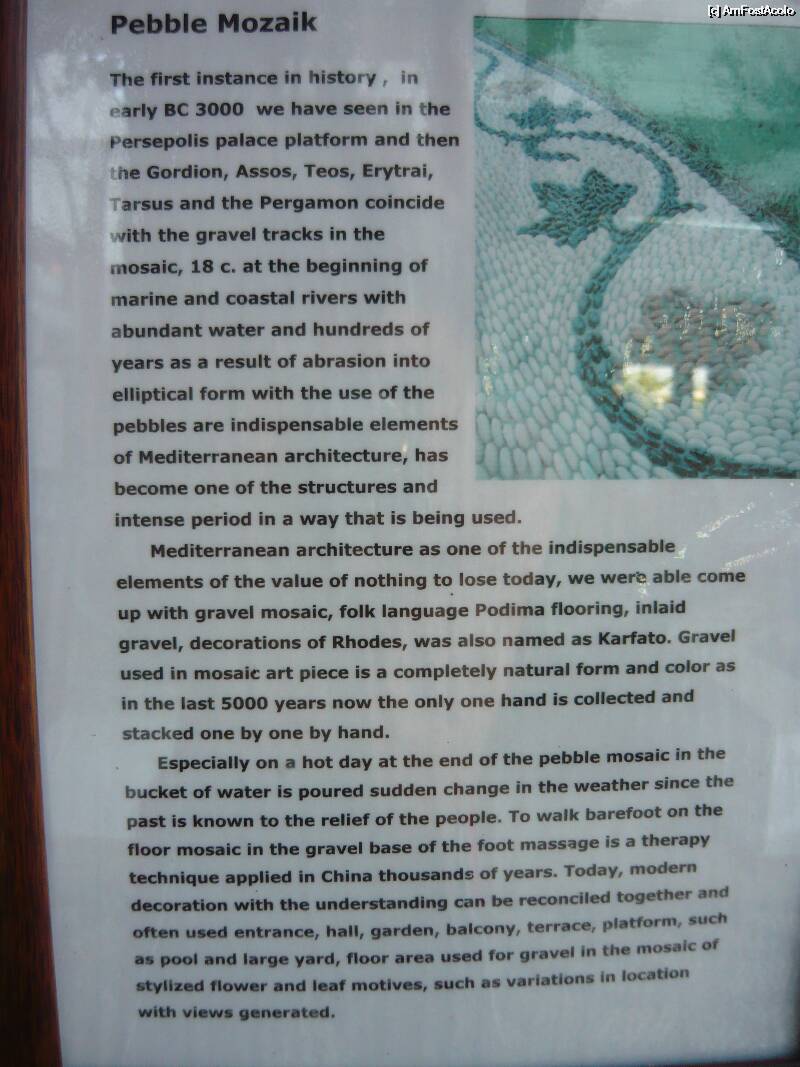 [c] AmFostAcolo
Pebble Mozaik
The first instance in history , in
early BC 3000 we have seen in the
Persepolis palace platform and then
the Gordion, Assos, Teos, Erytrai,
Tarsus and the Pergamon coincide
with the gravel tracks in the
mosaic, 18 c. at the beginning of
marine and coastal rivers with
abundant water and hundreds of
years as a result of abrasion into
elliptical form with the use of the
pebbles are indispensable elements
of Mediterranean architecture, has
become one of the structures and
intense period in a way that is being used.
Mediterranean architecture as one of the indispensable
elements of the value of nothing to lose today, we were able come
up with gravel mosaic, folk language Podima flooring, inlaid
gravel, decorations of Rhodes, was also named as Karfato. Gravel
used in mosaic art piece is a completely natural form and color as
in the last 5000 years now the only one hand is collected and
stacked one by one by hand.
Especially on a hot day at the end of the pebble mosaic in the
bucket of water is poured sudden change in the weather since the
past is known to the relief of the people. To walk barefoot on the
floor mosaic in the gravel base of the foot massage is a therapy
technique applied in China thousands of years. Today, modern
decoration with the understanding can be reconciled together and
often used entrance, hall, garden, balcony, terrace, platform, such
as pool and large yard, floor area used for gravel in the mosaic of
stylized flower and leaf motives, such as variations in location
with views generated.